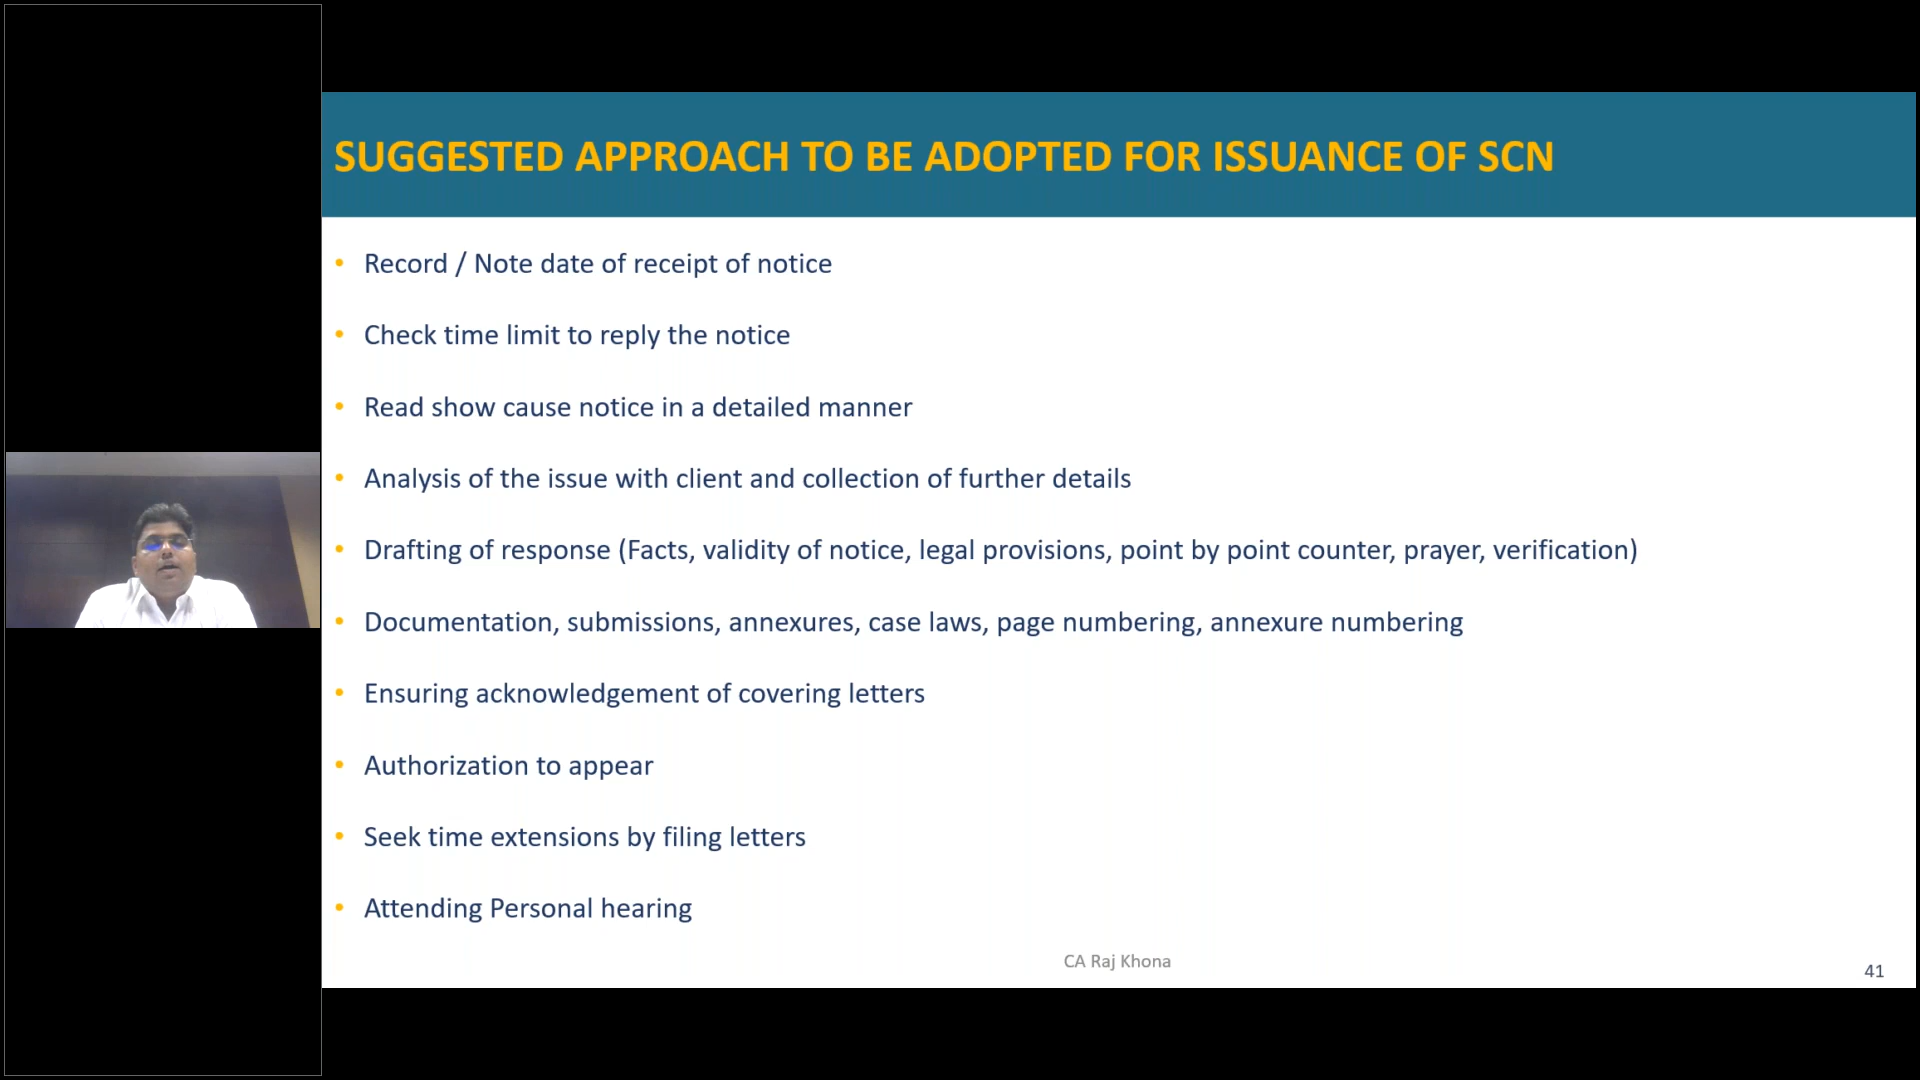 SUGGESTED APPROACH TO BE ADOPTED FOR ISSUANCE OF SCN
• Record / Note date of receipt of notice
• Check time limit to reply the notice
• Read show cause notice in a detailed manner
• Analysis of the issue with client and collection of further details
• Drafting of response (Facts, validity of notice, legal provisions, point by point counter, prayer, verification)
• Documentation, submissions, annexures, case laws, page numbering, annexure numbering
• Ensuring acknowledgement of covering letters
• Authorization to appear
• Seek time extensions by filing letters
• Attending Personal hearing
CA Raj Khona
41